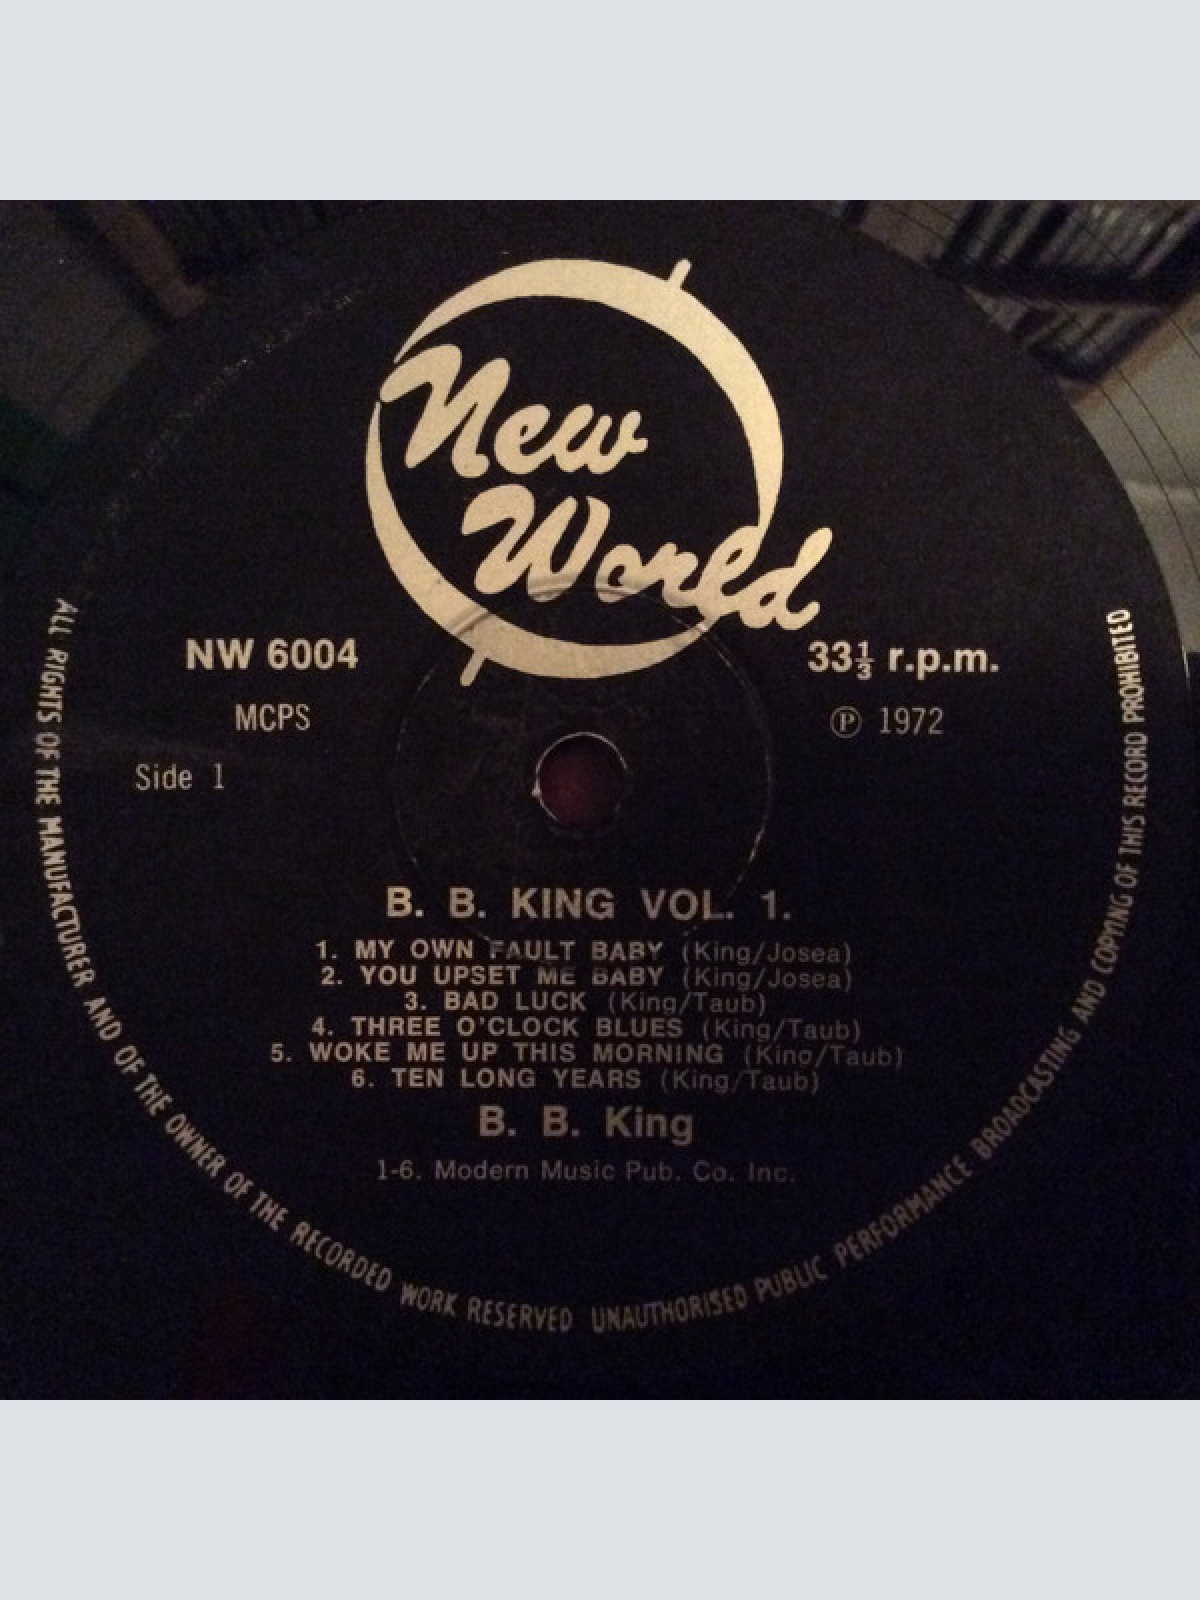 New
World
NW 6004
33⅓ r.p.m.
MCPS
℗ 1972
Side 1
B. B. KING VOL. 1.
1. MY OWN FAULT BABY (King/Josea)
2. YOU UPSET ME BABY (King/Josea)
3. BAD LUCK (King/Taub)
4. THREE O'CLOCK BLUES (King/Taub)
5. WOKE ME UP THIS MORNING (Kino/Taub)
6. TEN LONG YEARS (King/Taub)
B. B. King
1-6. Modern Music Pub. Co. Inc.
ALL RIGHTS OF THE MANUFACTURER AND OF THE OWNER OF THE RECORDED WORK RESERVED UNAUTHORISED PUBLIC PERFORMANCE BROADCASTING AND COPYING OF THIS RECORD PROHIBITED